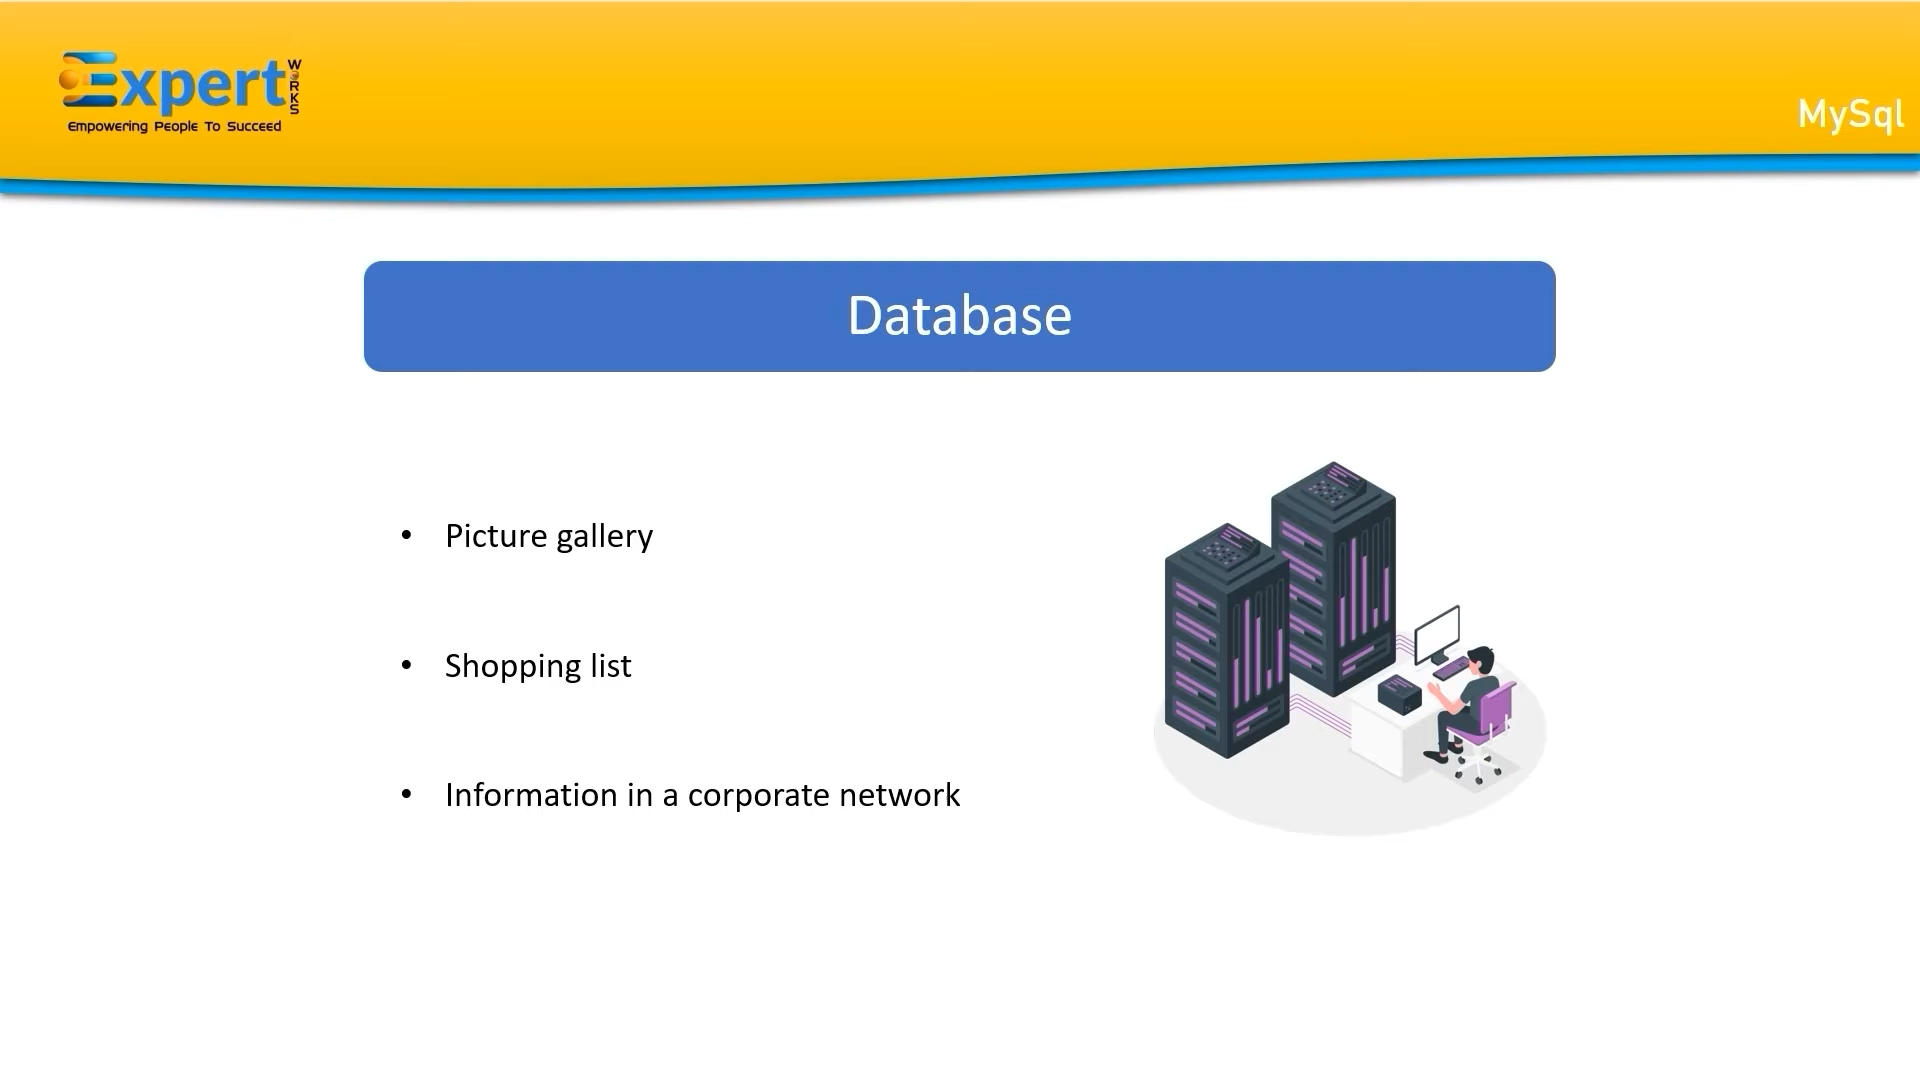 Expert
WORKS
Empowering People To Succeed
MySql
Database
• Picture gallery
• Shopping list
• Information in a corporate network